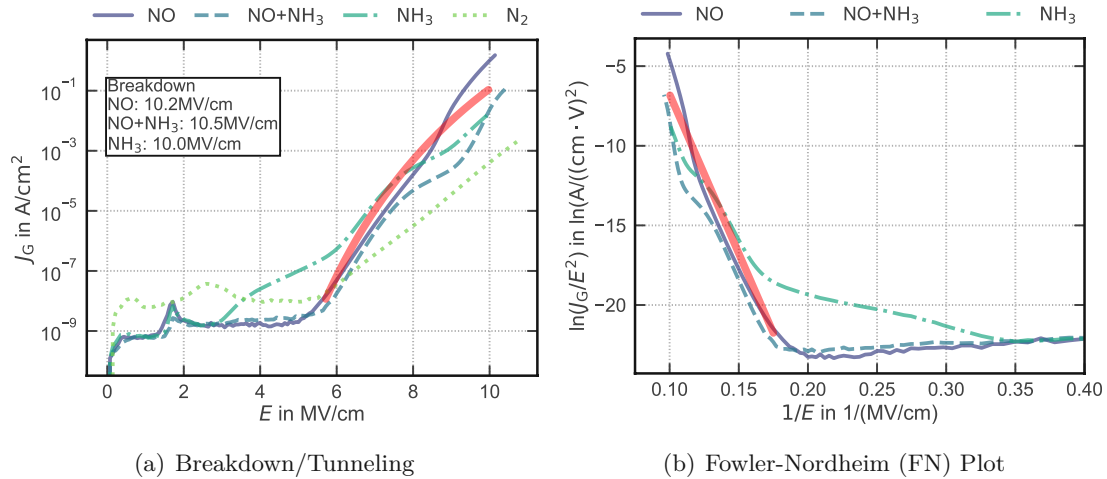 NO NO+NH₃ NH₃ N₂
10⁻¹
10⁻³
10⁻⁵
10⁻⁷
10⁻⁹
J_G in A/cm²
Breakdown
NO: 10.2MV/cm
NO+NH₃: 10.5MV/cm
NH₃: 10.0MV/cm
0 2 4 6 8 10
E in MV/cm
(a) Breakdown/Tunneling
NO NO+NH₃ NH₃
−5
−10
−15
−20
ln(J_G/E²) in ln(A/((cm · V)²)
0.10 0.15 0.20 0.25 0.30 0.35 0.40
1/E in 1/(MV/cm)
(b) Fowler-Nordheim (FN) Plot